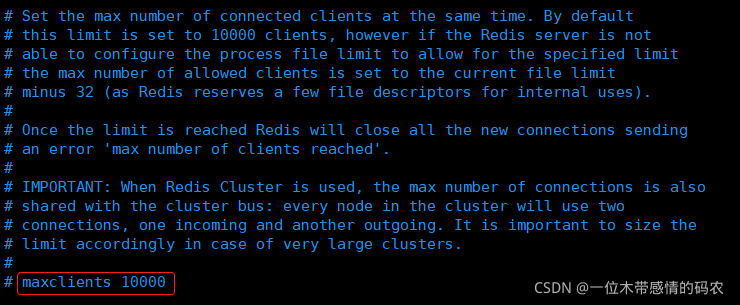 # Set the max number of connected clients at the same time. By default
# this limit is set to 10000 clients, however if the Redis server is not
# able to configure the process file limit to allow for the specified limit
# the max number of allowed clients is set to the current file limit
# minus 32 (as Redis reserves a few file descriptors for internal uses).
#
# Once the limit is reached Redis will close all the new connections sending
# an error 'max number of clients reached'.
#
# IMPORTANT: When Redis Cluster is used, the max number of connections is also
# shared with the cluster bus: every node in the cluster will use two
# connections, one incoming and another outgoing. It is important to size the
# limit accordingly in case of very large clusters.
#
# maxclients 10000
CSDN @一位木带感情的码农